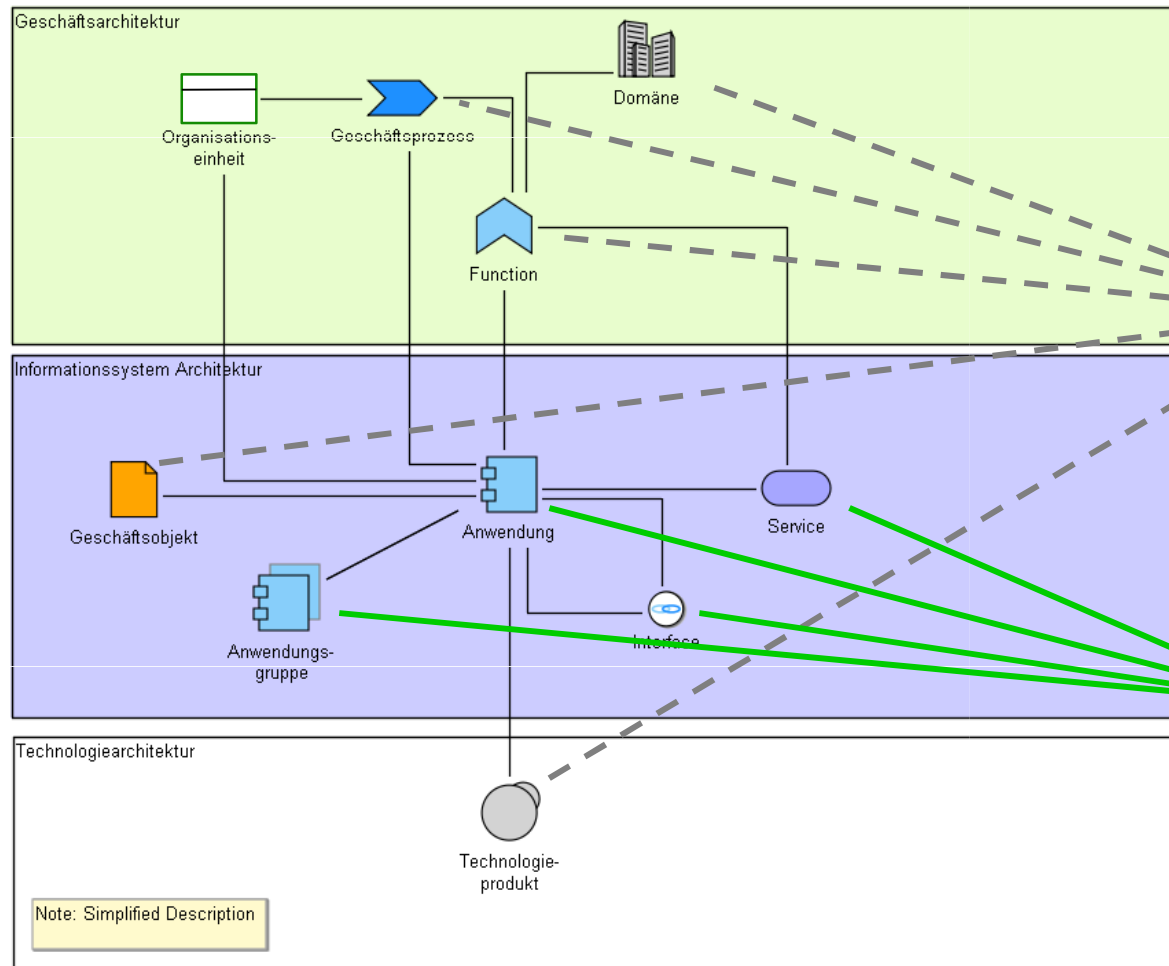 Geschäftsarchitektur
Domäne
Organisations-
einheit
Geschäftsprozess
Function
Informationssystem Architektur
Geschäftsobjekt
Anwendung
Service
Anwendungs-
gruppe
Interfase
Technologiearchitektur
Technologie-
produkt
Note: Simplified Description